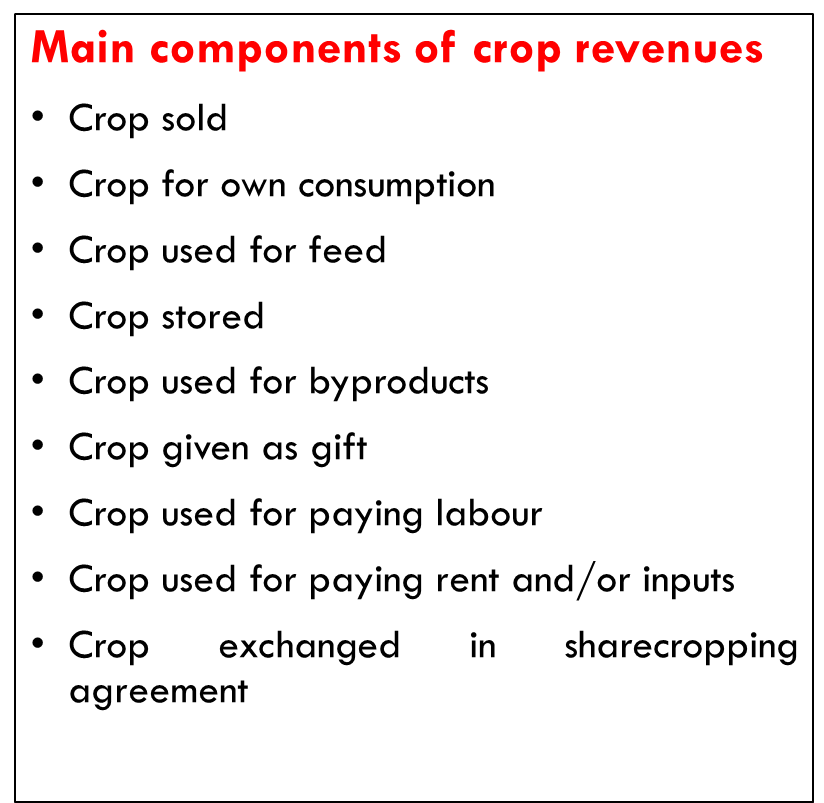 Main components of crop revenues
• Crop sold
• Crop for own consumption
• Crop used for feed
• Crop stored
• Crop used for byproducts
• Crop given as gift
• Crop used for paying labour
• Crop used for paying rent and/or inputs
• Crop exchanged in sharecropping
agreement